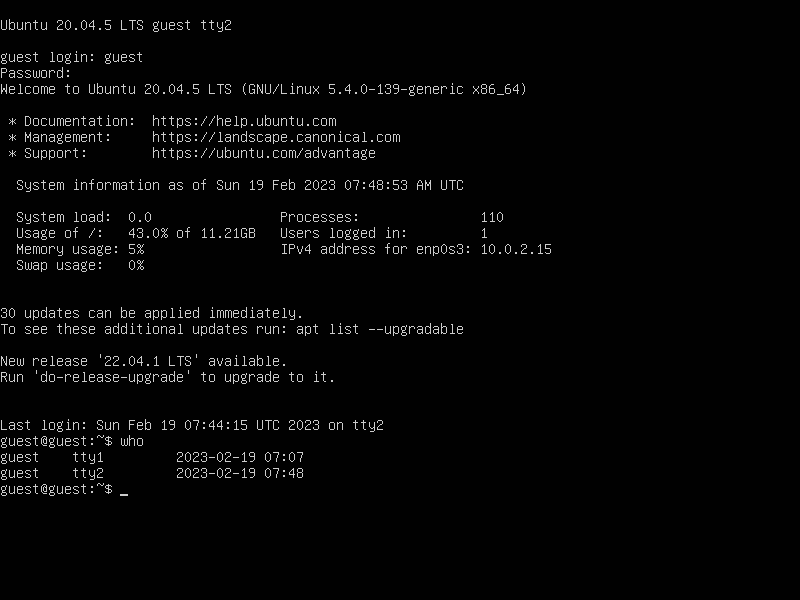 Ubuntu 20.04.5 LTS guest tty2
guest login: guest
Password:
Welcome to Ubuntu 20.04.5 LTS (GNU/Linux 5.4.0-139-generic x86_64)
* Documentation:  https://help.ubuntu.com
* Management:     https://landscape.canonical.com
* Support:        https://ubuntu.com/advantage
System information as of Sun 19 Feb 2023 07:48:53 AM UTC
System load:  0.0                Processes:               110
Usage of /:   43.0% of 11.21GB   Users logged in:         1
Memory usage: 5%                 IPv4 address for enp0s3: 10.0.2.15
Swap usage:   0%
30 updates can be applied immediately.
To see these additional updates run: apt list --upgradable
New release '22.04.1 LTS' available.
Run 'do-release-upgrade' to upgrade to it.
Last login: Sun Feb 19 07:44:15 UTC 2023 on tty2
guest@guest:~$ who
guest    tty1         2023-02-19 07:07
guest    tty2         2023-02-19 07:48
guest@guest:~$ _